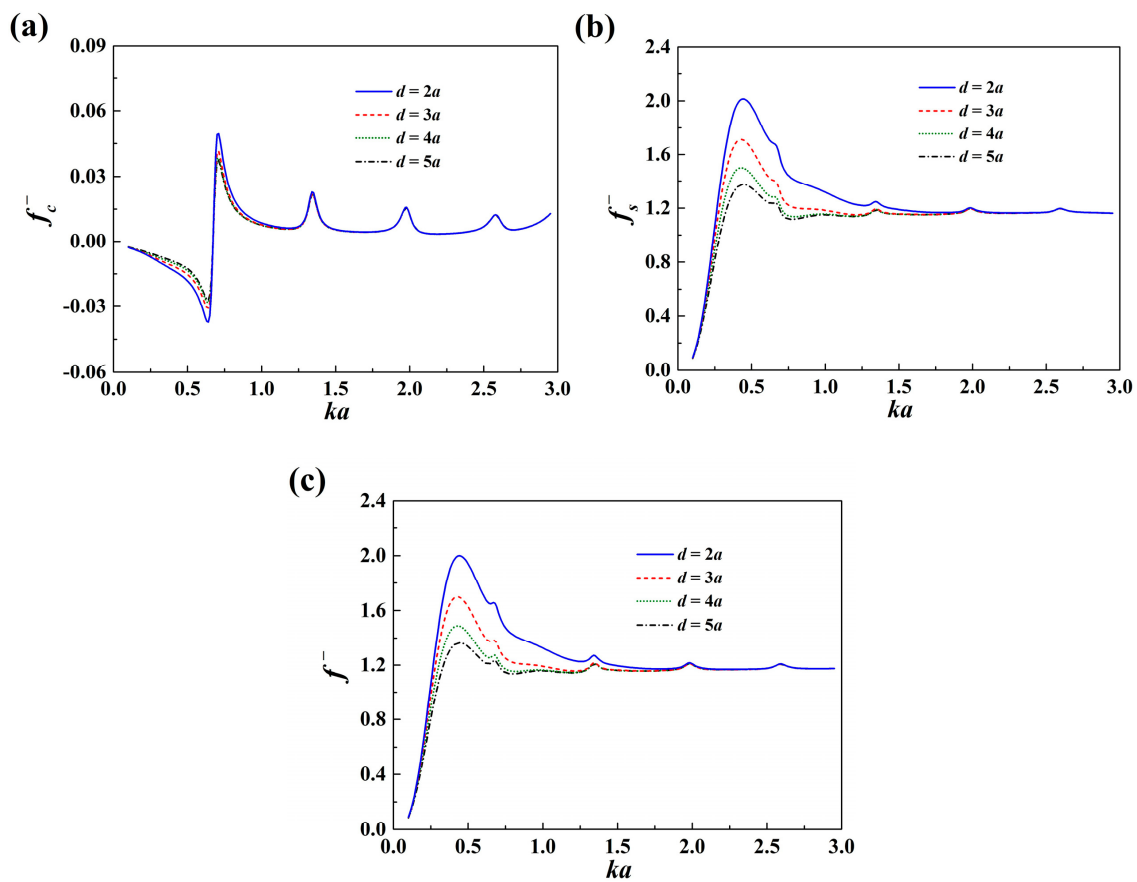 (a)
0.09
0.06
0.03
0.00
-0.03
-0.06
f_c^-
d = 2a
d = 3a
d = 4a
d = 5a
0.0 0.5 1.0 1.5 2.0 2.5 3.0
ka
(b)
2.4
2.0
1.6
1.2
0.8
0.4
0.0
f_s^-
d = 2a
d = 3a
d = 4a
d = 5a
0.0 0.5 1.0 1.5 2.0 2.5 3.0
ka
(c)
2.4
2.0
1.6
1.2
0.8
0.4
0.0
f^-
d = 2a
d = 3a
d = 4a
d = 5a
0.0 0.5 1.0 1.5 2.0 2.5 3.0
ka